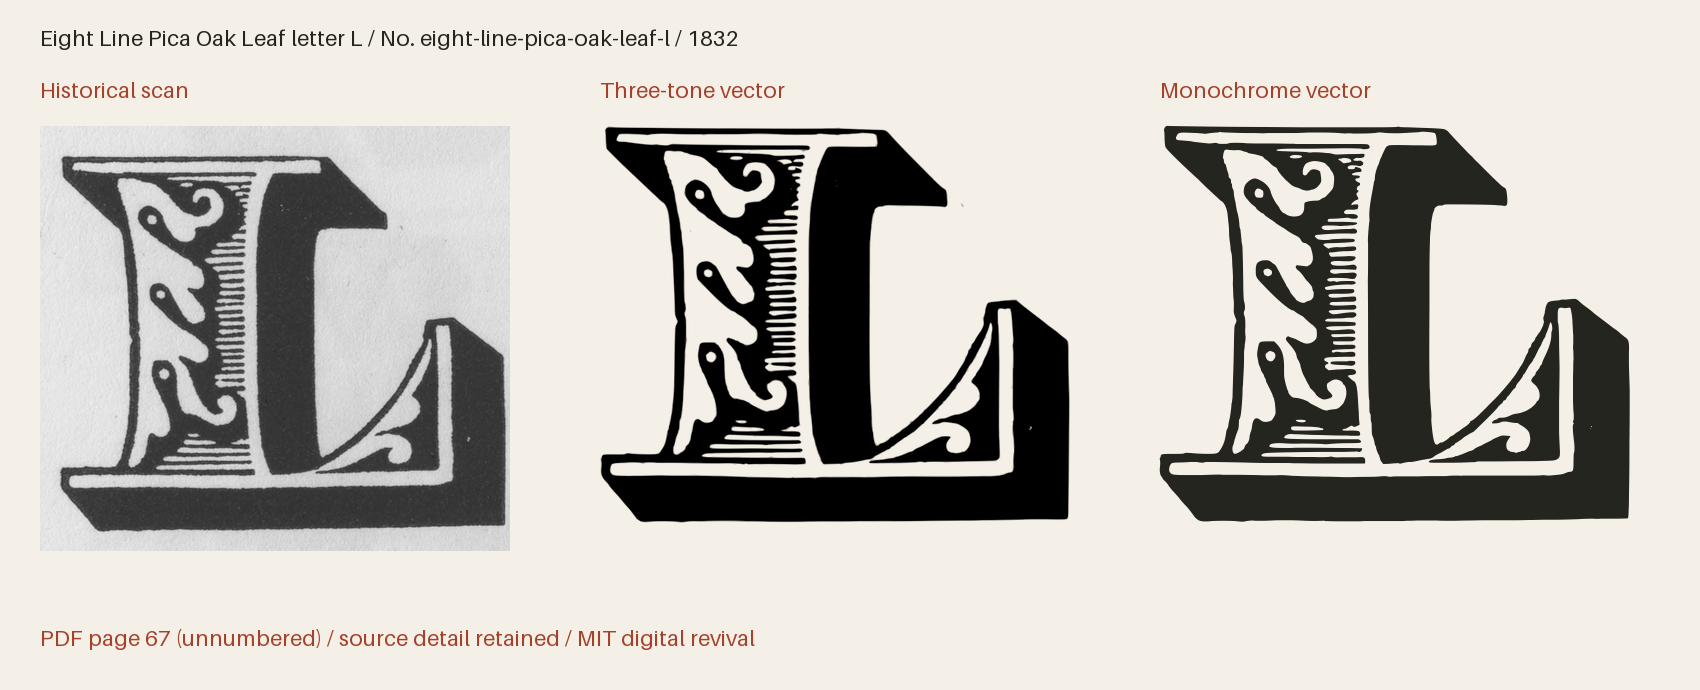 Eight Line Pica Oak Leaf letter L / No. eight-line-pica-oak-leaf-l / 1832
Historical scan
Three-tone vector
Monochrome vector
L
L
L
PDF page 67 (unnumbered) / source detail retained / MIT digital revival